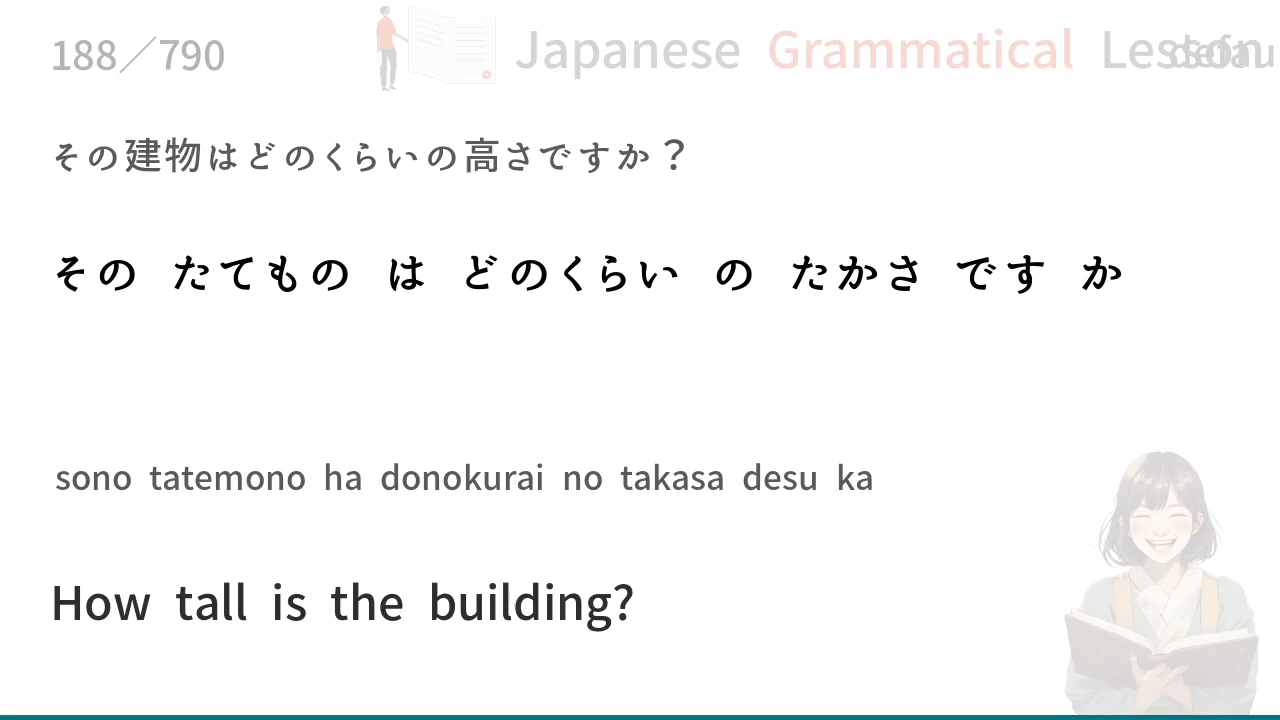 188／790
Japanese Grammatical Lesson
その建物はどのくらいの高さですか？
その たてもの は どのくらい の たかさ です か
sono tatemono ha donokurai no takasa desu ka
How tall is the building?